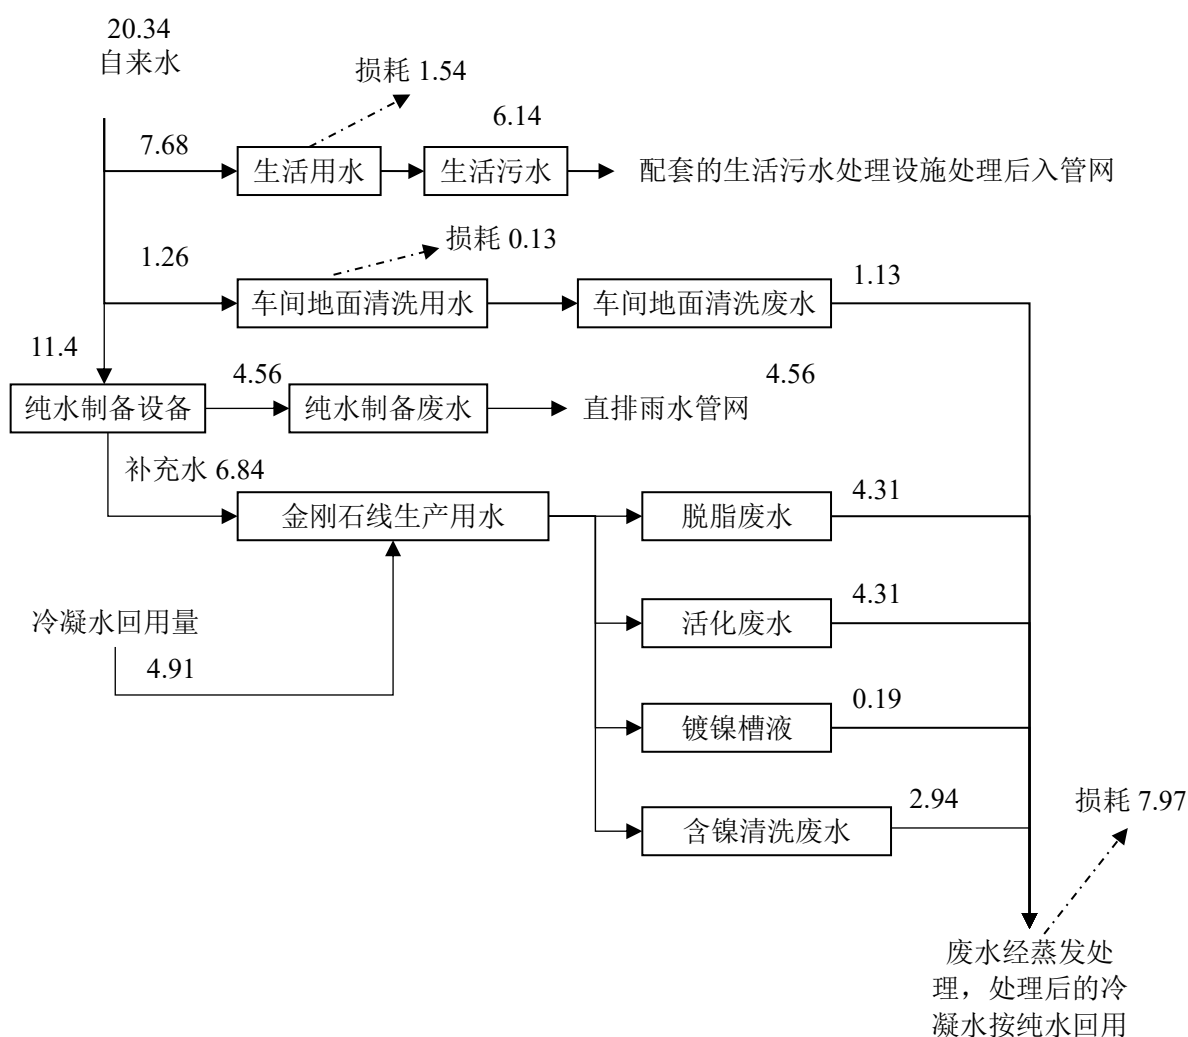 20.34
自来水
损耗 1.54
6.14
7.68
生活用水
生活污水
配套的生活污水处理设施处理后入管网
损耗 0.13
1.26
1.13
车间地面清洗用水
车间地面清洗废水
11.4
4.56
4.56
纯水制备设备
纯水制备废水
直排雨水管网
补充水 6.84
4.31
金刚石线生产用水
脱脂废水
4.31
冷凝水回用量
活化废水
4.91
0.19
镀镍槽液
2.94
损耗 7.97
含镍清洗废水
废水经蒸发处
理，处理后的冷
凝水按纯水回用